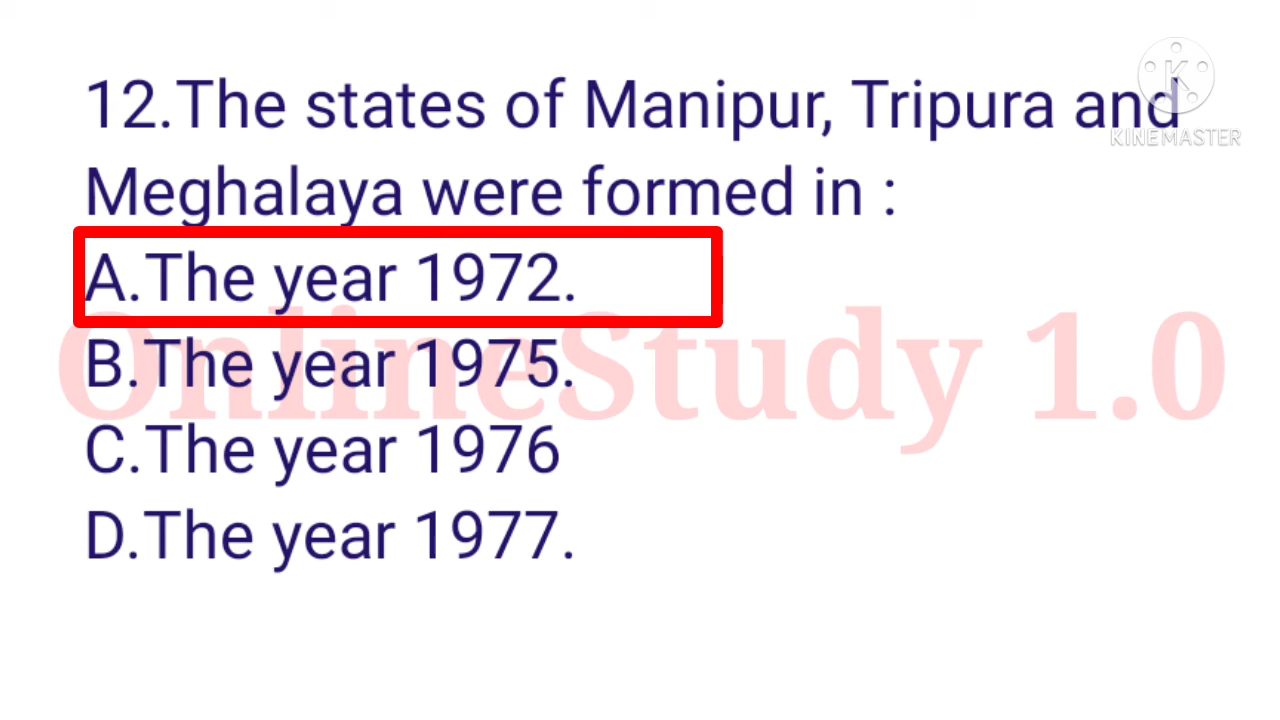 12.The states of Manipur, Tripura and
KINEMASTER
Meghalaya were formed in :
A.The year 1972.
B.The year 1975.
OnlineStudy 1.0
C.The year 1976
D.The year 1977.